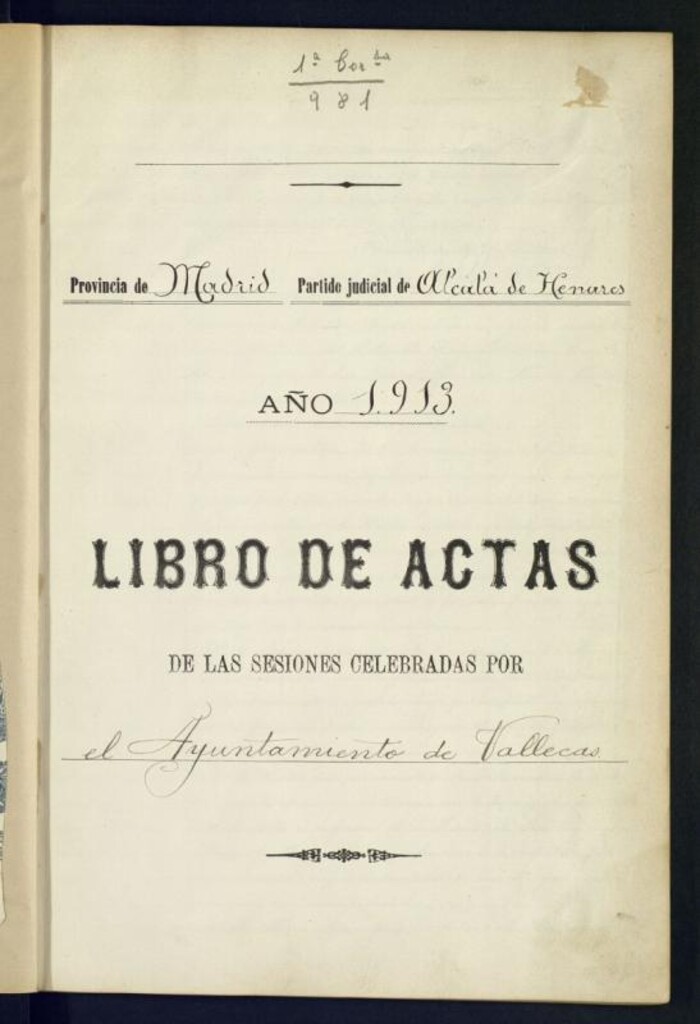 1ª
981
Provincia de Madrid Partido judicial de Alcalá de Henares
AÑO 1.913.
LIBRO DE ACTAS
DE LAS SESIONES CELEBRADAS POR
el Ayuntamiento de Vallecas.